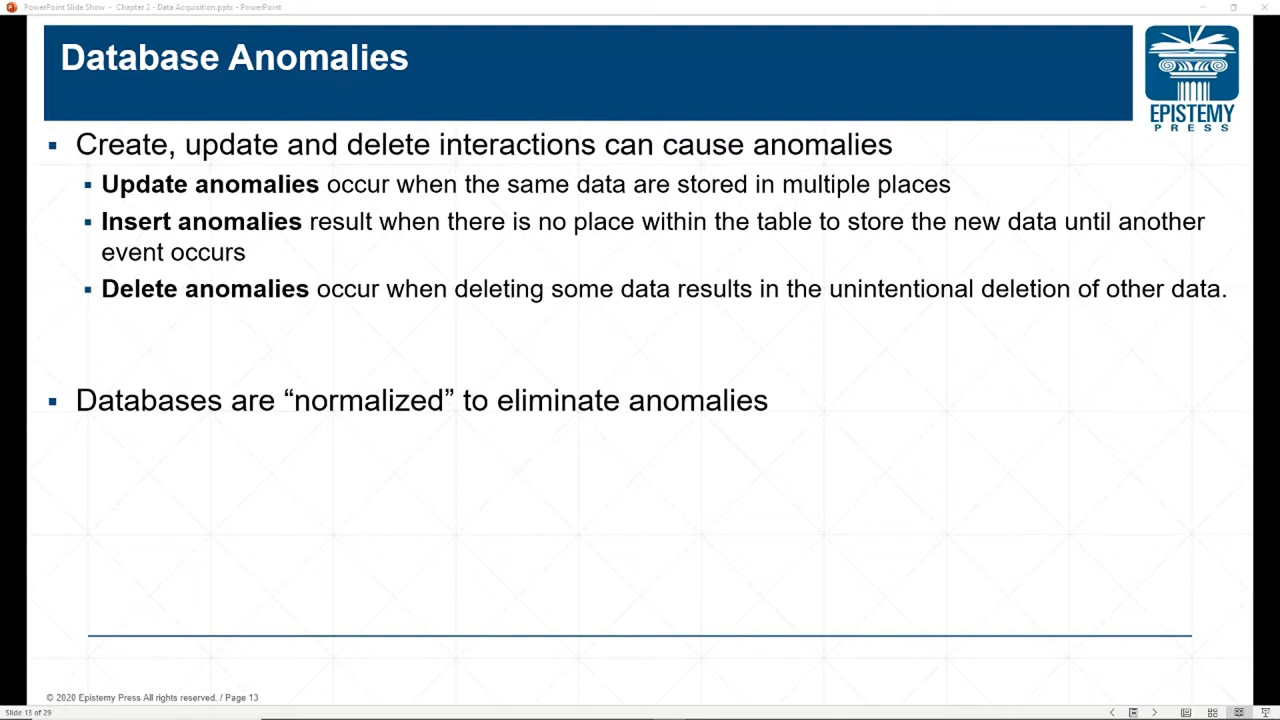 PowerPoint Slide Show - Chapter 2 - Data Acquisition.pptx - PowerPoint
Database Anomalies
EPISTEMY
PRESS
▪ Create, update and delete interactions can cause anomalies
▪ Update anomalies occur when the same data are stored in multiple places
▪ Insert anomalies result when there is no place within the table to store the new data until another
event occurs
▪ Delete anomalies occur when deleting some data results in the unintentional deletion of other data.
▪ Databases are “normalized” to eliminate anomalies
© 2020 Epistemy Press All rights reserved. / Page 13
Slide 13 of 29